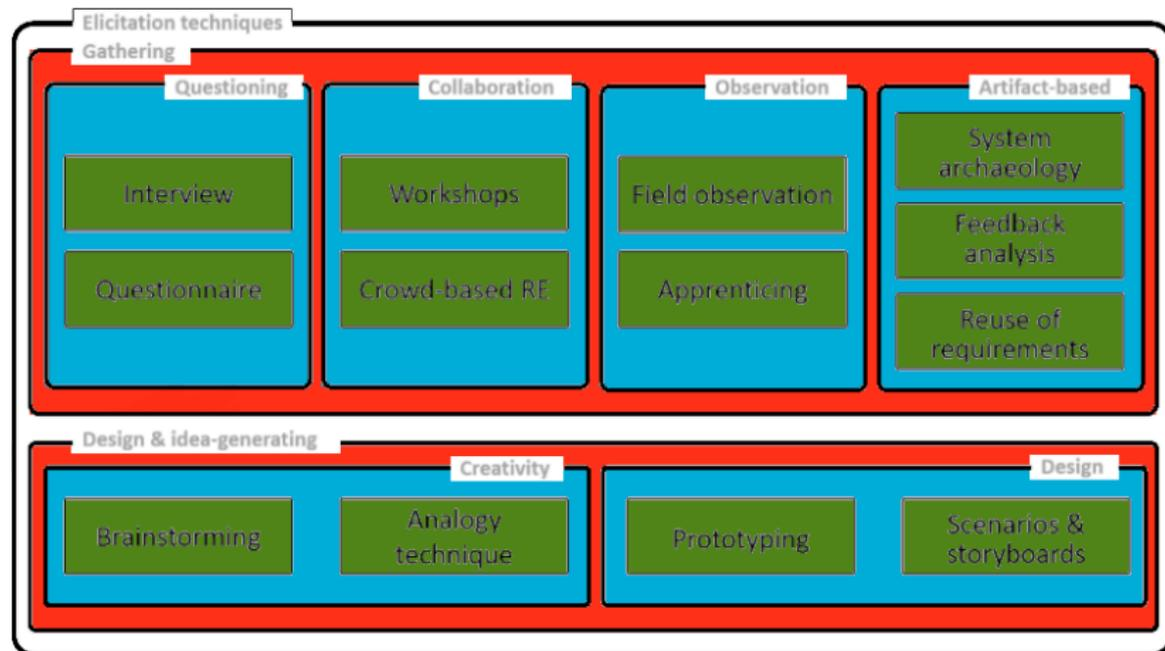 Elicitation techniques
Gathering
Questioning
Collaboration
Observation
Artifact-based
Interview
Questionnaire
Workshops
Crowd-based RE
Field observation
Apprenticing
System
archaeology
Feedback
analysis
Reuse of
requirements
Design & idea-generating
Creativity
Design
Brainstorming
Analogy
technique
Prototyping
Scenarios &
storyboards